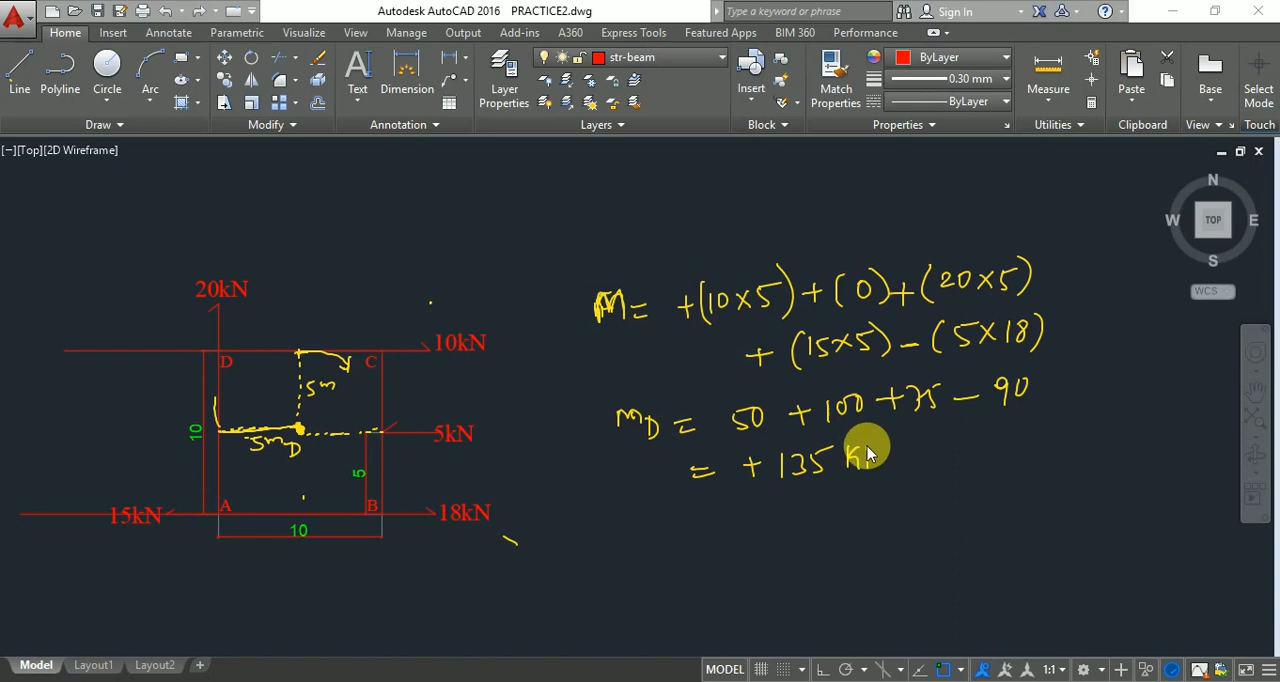 Autodesk AutoCAD 2016 PRACTICE2.dwg
Type a keyword or phrase
Sign In
Home Insert Annotate Parametric Visualize View Manage Output Add-ins A360 Express Tools Featured Apps BIM 360 Performance
Line
Polyline
Circle
Arc
Text
Dimension
Layer
Properties
str-beam
Insert
Match
Properties
ByLayer
0.30 mm
ByLayer
Measure
Paste
Base
Select
Mode
Draw
Modify
Annotation
Layers
Block
Properties
Utilities
Clipboard
View
Touch
[−][Top][2D Wireframe]
N
W TOP E
S
WCS
20kN
D C 10kN
5m
10
5m D
5kN
5
15kN A B 18kN
10
M = +(10×5)+(0)+(20×5)
+(15×5)−(5×18)
MD = 50 + 100 +75 − 90
= + 135 K
Model Layout1 Layout2 +
MODEL 1:1